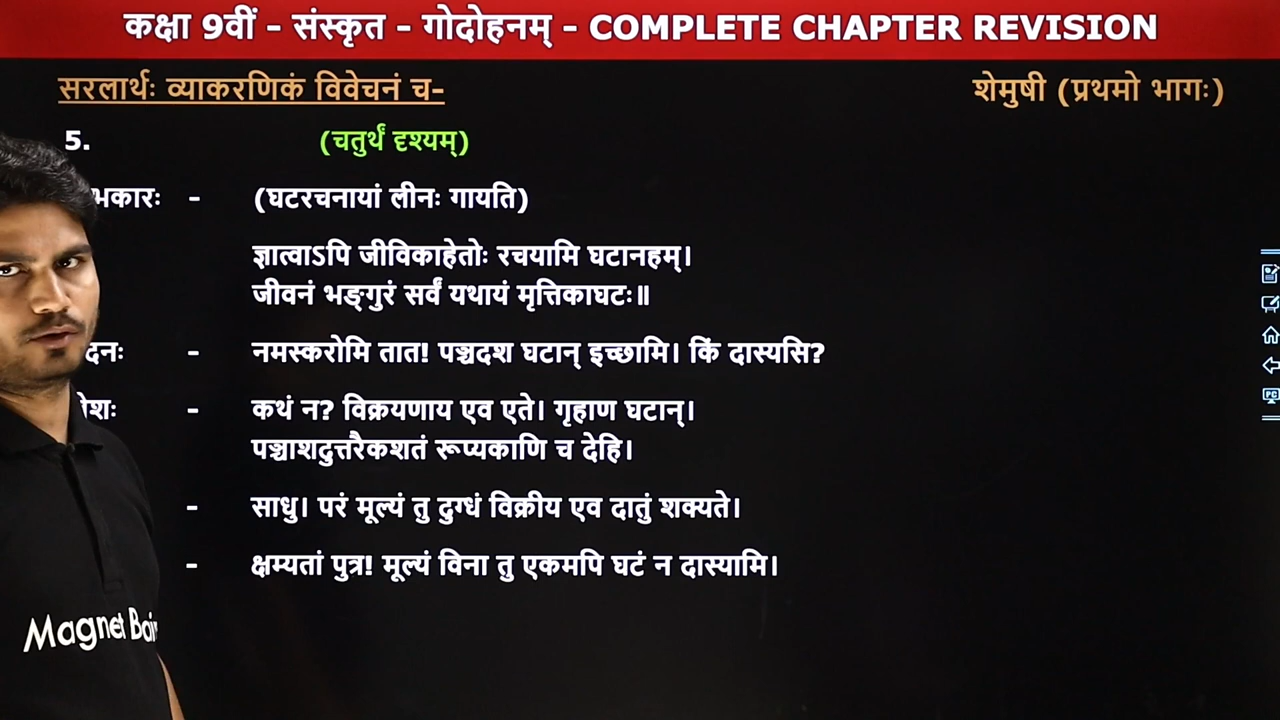 कक्षा 9वीं - संस्कृत - गोदोहनम् - COMPLETE CHAPTER REVISION
सरलार्थः व्याकरणिकं विवेचनं च- शेमुषी (प्रथमो भागः)
5. (चतुर्थं दृश्यम्)
भकारः - (घटरचनायां लीनः गायति)
ज्ञात्वाऽपि जीविकाहेतोः रचयामि घटानहम्।
जीवनं भङ्गुरं सर्वं यथायं मृत्तिकाघटः॥
दनः - नमस्करोमि तात! पञ्चदश घटान् इच्छामि। किं दास्यसि?
- कथं न? विक्रयणाय एव एते। गृहाण घटान्।
पञ्चाशदुत्तरैकशतं रूप्यकाणि च देहि।
- साधु। परं मूल्यं तु दुग्धं विक्रीय एव दातुं शक्यते।
- क्षम्यतां पुत्र! मूल्यं विना तु एकमपि घटं न दास्यामि।
Magnet